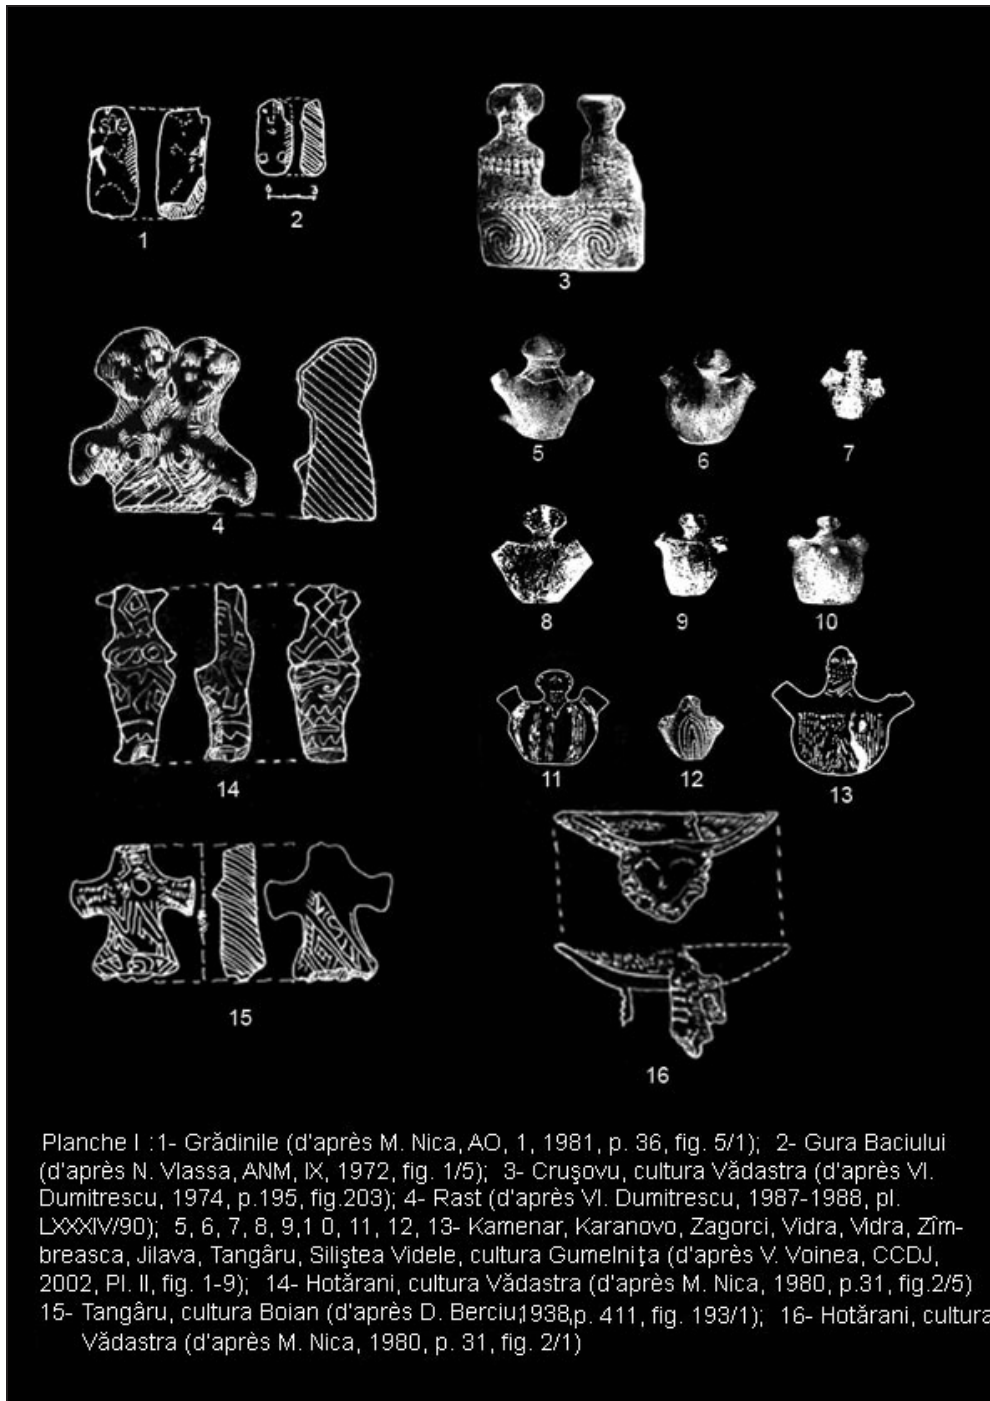 1
2
0 3
3
4
5
6
7
8
9
10
11
12
13
14
15
16
Planche I :1- Grădinile (d'après M. Nica, AO, 1, 1981, p. 36, fig. 5/1); 2- Gura Baciului
(d'après N. Vlassa, ANM, IX, 1972, fig. 1/5); 3- Cruşovu, cultura Vădastra (d'après Vl.
Dumitrescu, 1974, p.195, fig.203); 4- Rast (d'après Vl. Dumitrescu, 1987-1988, pl.
LXXXIV/90); 5, 6, 7, 8, 9,1 0, 11, 12, 13- Kamenar, Karanovo, Zagorci, Vidra, Vidra, Zîm-
breasca, Jilava, Tangâru, Siliştea Videle, cultura Gumelniţa (d'après V. Voinea, CCDJ,
2002, Pl. II, fig. 1-9); 14- Hotărani, cultura Vădastra (d'après M. Nica, 1980, p.31, fig.2/5)
15- Tangâru, cultura Boian (d'après D. Berciu,1938,p. 411, fig. 193/1); 16- Hotărani, cultura
Vădastra (d'après M. Nica, 1980, p. 31, fig. 2/1)